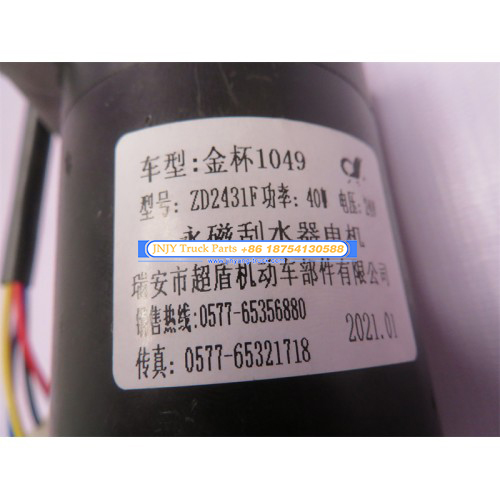 车型:金杯1049
型号: ZD2431F功率: 40W 电压: 24V
永磁刮水器电机
JNJY Truck Parts +86 18754130588
瑞安市超盾机动车部件有限公司
销售热线:0577-65356880
2021.01
传真: 0577-65321718